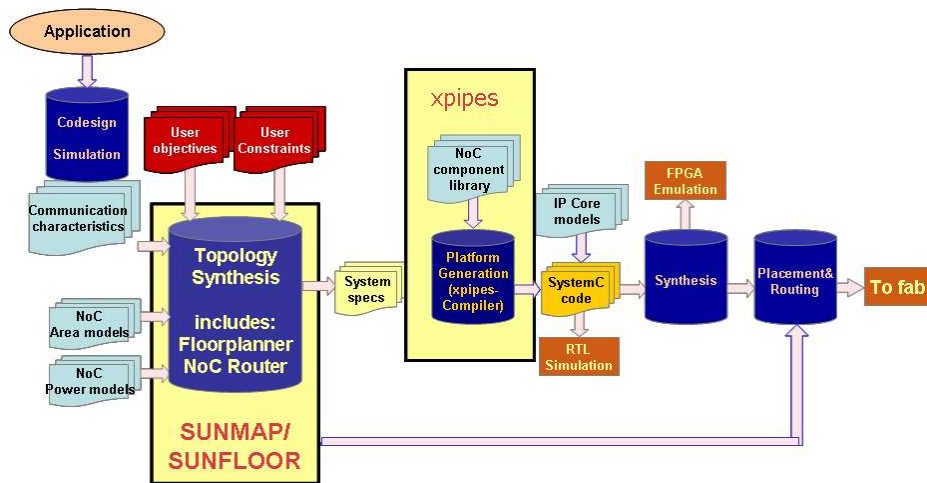 Application
Codesign
Simulation
User
objectives
User
Constraints
Communication
characteristics
NoC
Area models
NoC
Power models
Topology
Synthesis
includes:
Floorplanner
NoC Router
SUNMAP/
SUNFLOOR
System
specs
xpipes
NoC
component
library
Platform
Generation
(xpipes-
Compiler)
IP Core
models
SystemC
code
RTL
Simulation
FPGA
Emulation
Synthesis
Placement&
Routing
To fab